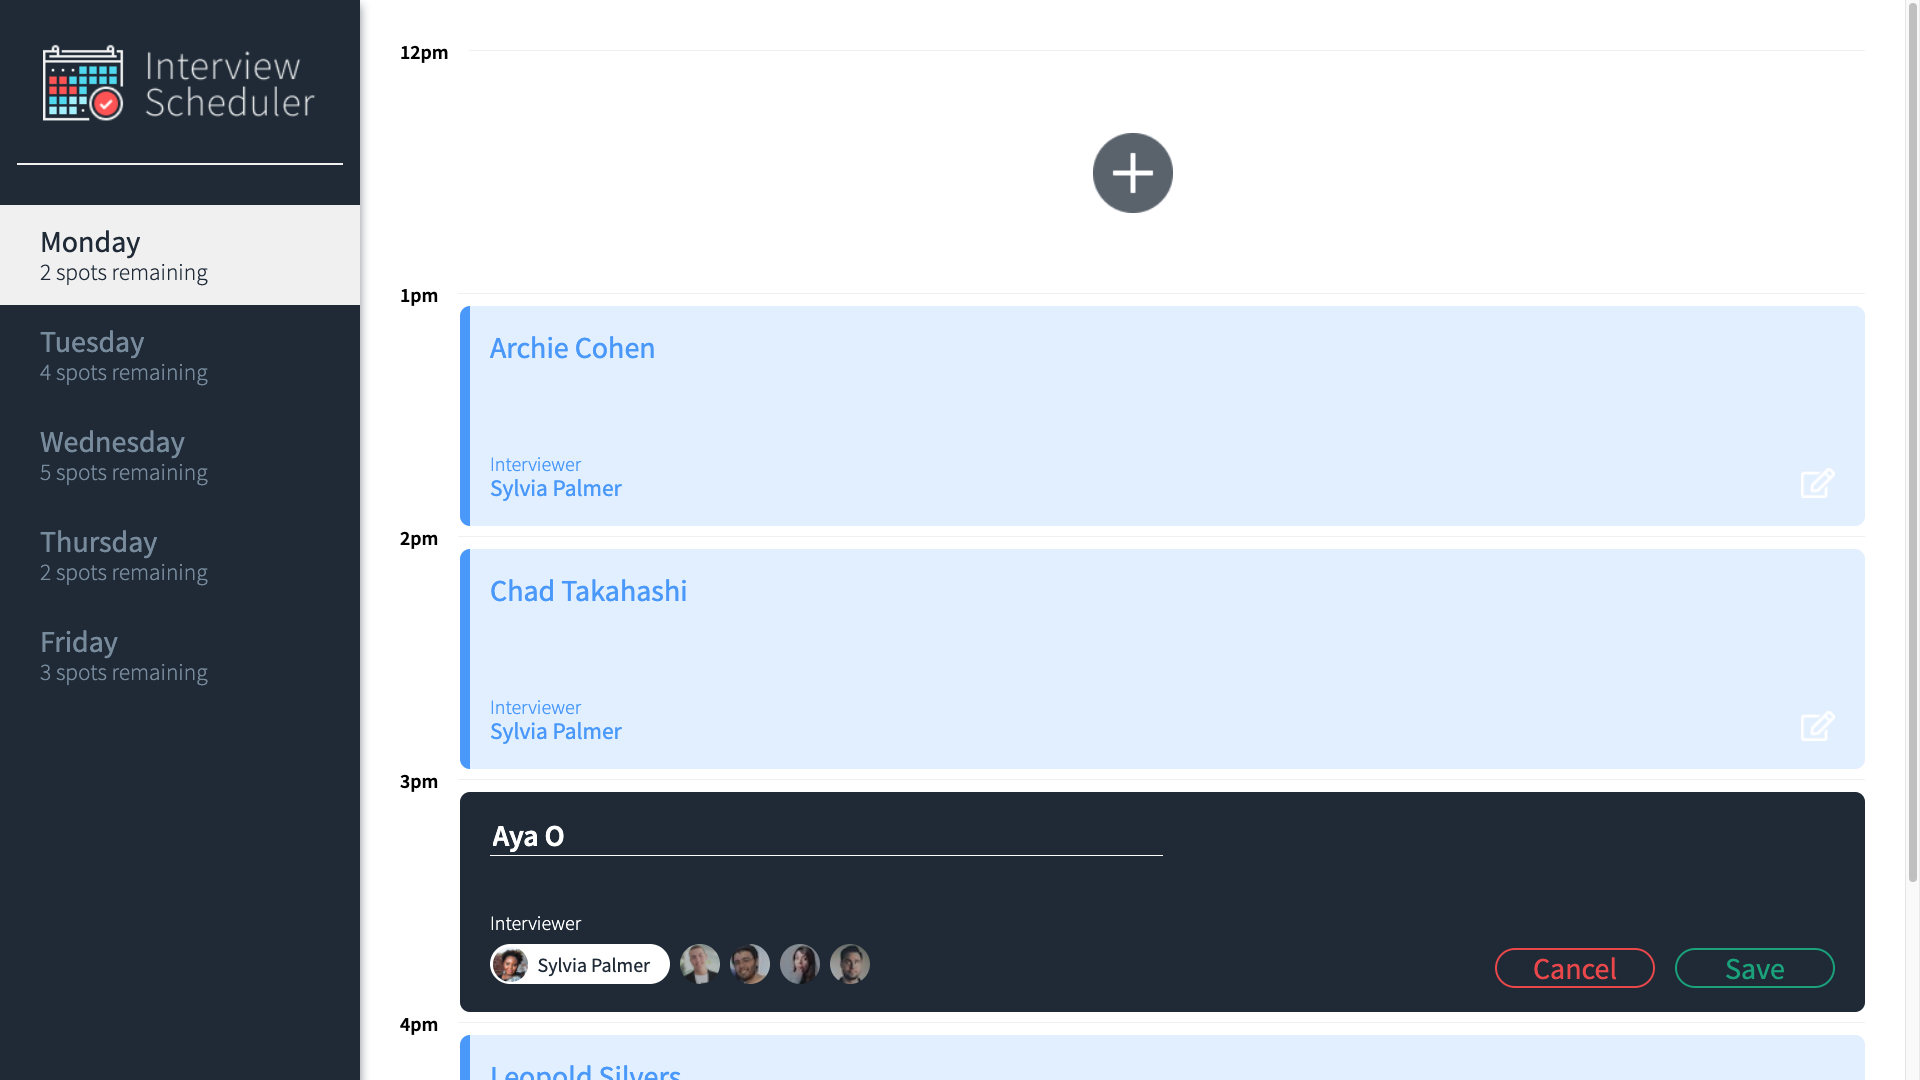 Interview
Scheduler
Monday
2 spots remaining
Tuesday
4 spots remaining
Wednesday
5 spots remaining
Thursday
2 spots remaining
Friday
3 spots remaining
12pm
1pm
Archie Cohen
Interviewer
Sylvia Palmer
2pm
Chad Takahashi
Interviewer
Sylvia Palmer
3pm
Aya O
Interviewer
Sylvia Palmer
Cancel
Save
4pm
Leopold Silvers